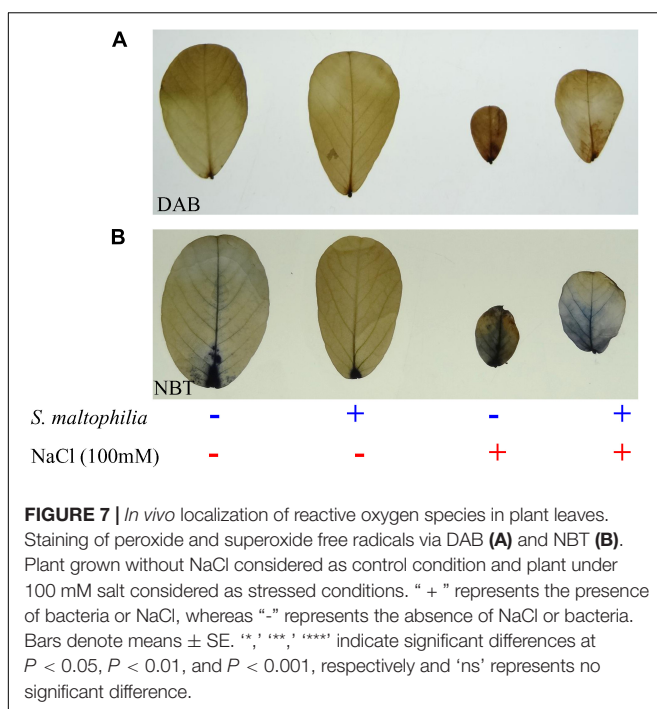 A
DAB
B
NBT
S. maltophilia - + - +
NaCl (100mM) - - + +
FIGURE 7 | In vivo localization of reactive oxygen species in plant leaves.
Staining of peroxide and superoxide free radicals via DAB (A) and NBT (B).
Plant grown without NaCl considered as control condition and plant under
100 mM salt considered as stressed conditions. “ + ” represents the presence
of bacteria or NaCl, whereas “-” represents the absence of NaCl or bacteria.
Bars denote means ± SE. ‘*,’ ‘**,’ ‘***’ indicate significant differences at
P < 0.05, P < 0.01, and P < 0.001, respectively and ‘ns’ represents no
significant difference.